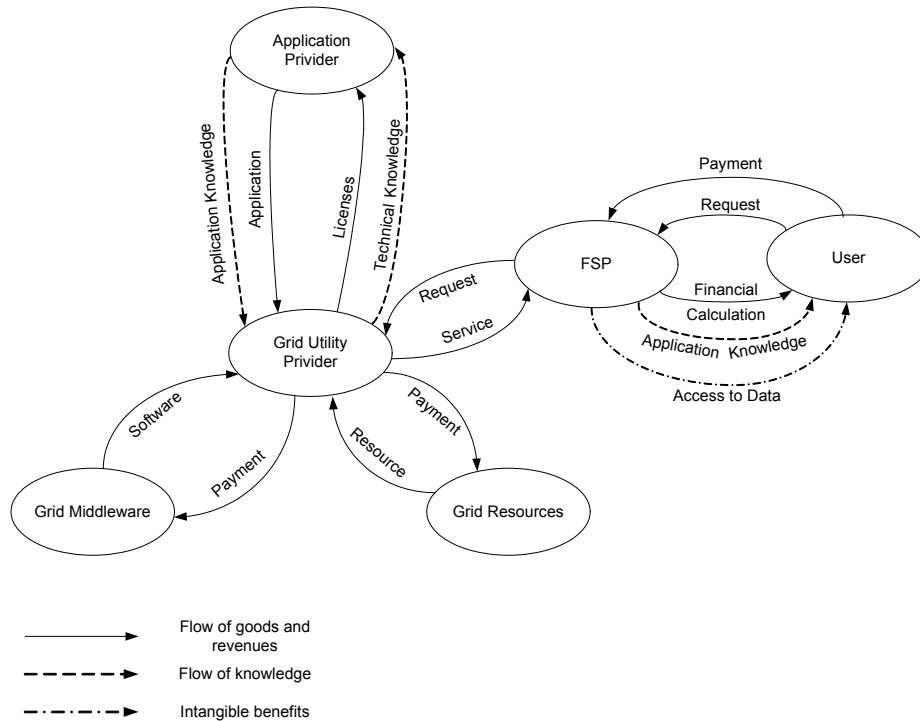 Application
Provider
Application Knowledge
Application
Licenses
Technical Knowledge
Payment
Request
FSP
User
Financial
Calculation
Application Knowledge
Access to Data
Request
Service
Grid Utility
Provider
Software
Payment
Payment
Resource
Grid Middleware
Grid Resources
Flow of goods and
revenues
Flow of knowledge
Intangible benefits